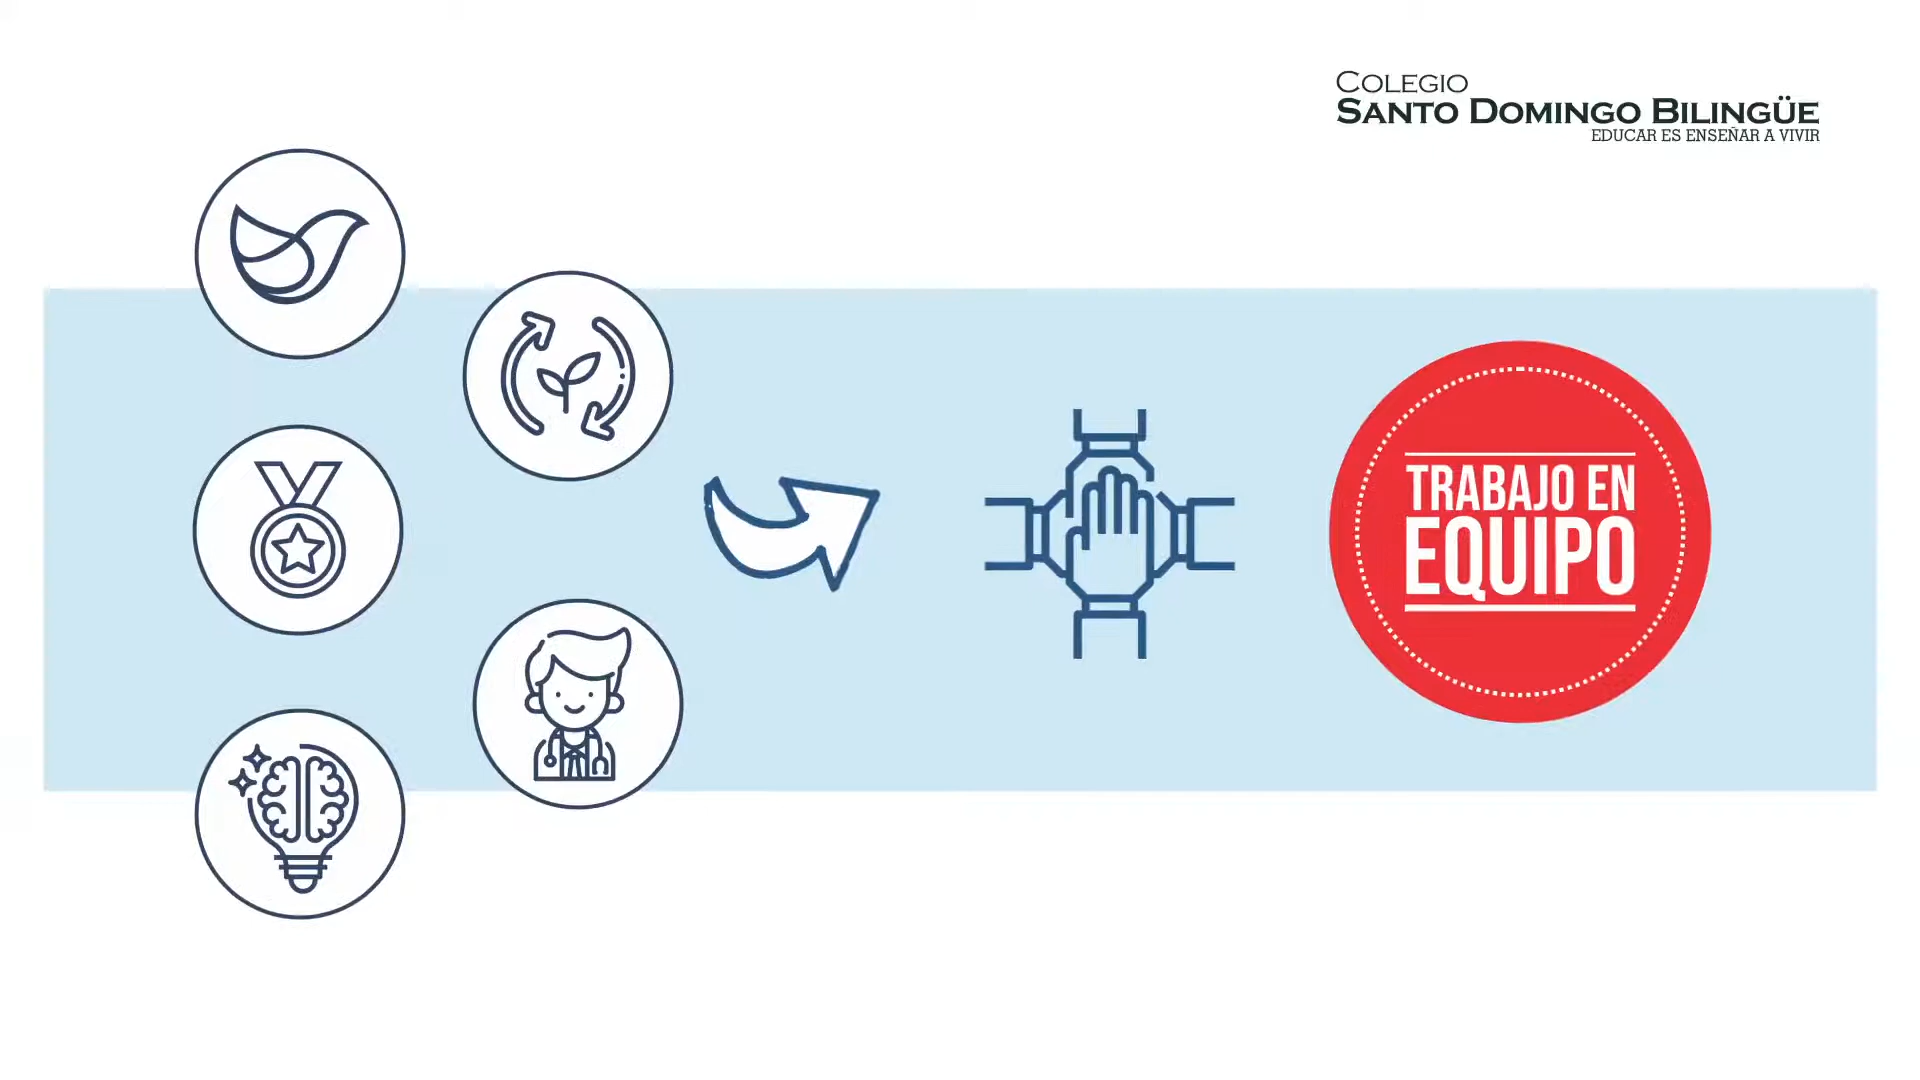 COLEGIO
SANTO DOMINGO BILINGÜE
EDUCAR ES ENSEÑAR A VIVIR
TRABAJO EN
EQUIPO